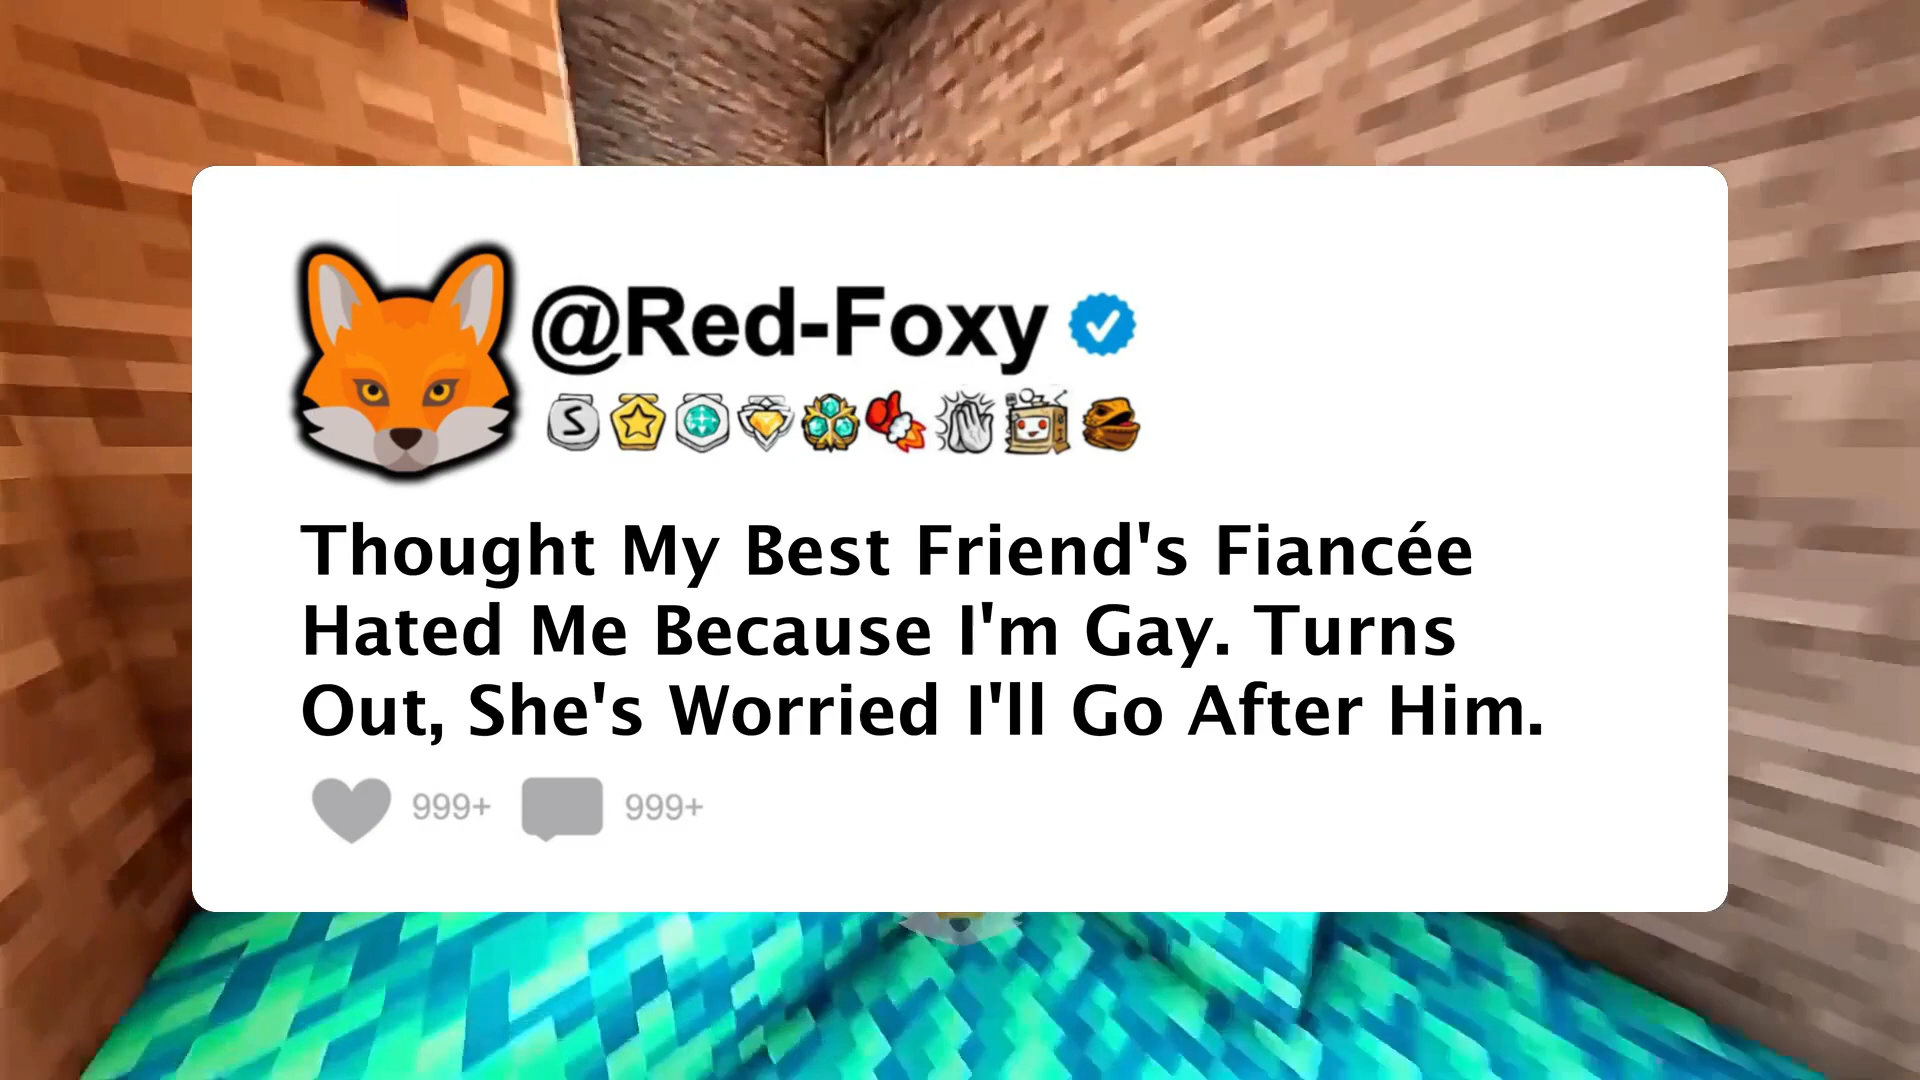 @Red-Foxy
Thought My Best Friend's Fiancée
Hated Me Because I'm Gay. Turns
Out, She's Worried I'll Go After Him.
999+ 999+